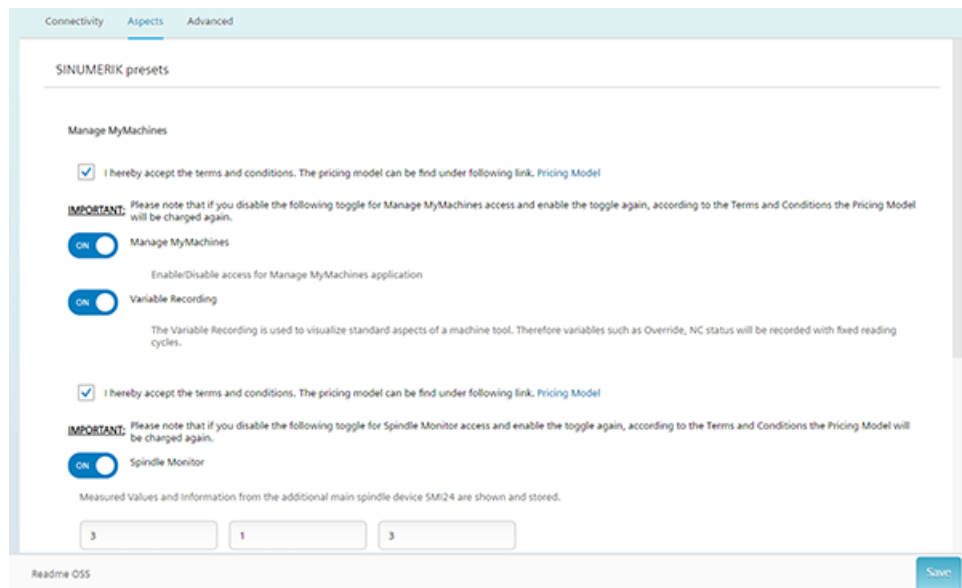 Connectivity Aspects Advanced
SINUMERIK presets
Manage MyMachines
I hereby accept the terms and conditions. The pricing model can be find under following link. Pricing Model
IMPORTANT: Please note that if you disable the following toggle for Manage MyMachines access and enable the toggle again, according to the Terms and Conditions the Pricing Model
will be charged again.
ON Manage MyMachines
Enable/Disable access for Manage MyMachines application
ON Variable Recording
The Variable Recording is used to visualize standard aspects of a machine tool. Therefore variables such as Override, NC status will be recorded with fixed reading
cycles.
I hereby accept the terms and conditions. The pricing model can be find under following link. Pricing Model
IMPORTANT: Please note that if you disable the following toggle for Spindle Monitor access and enable the toggle again, according to the Terms and Conditions the Pricing Model will
be charged again.
ON Spindle Monitor
Measured Values and Information from the additional main spindle device SMI24 are shown and stored.
3 1 3
Readme OSS Save